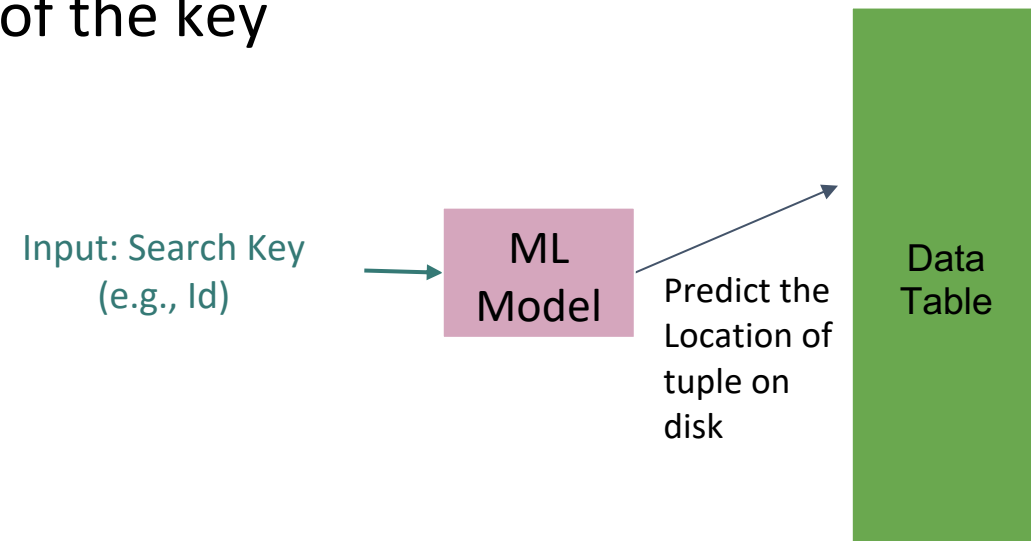 of the key
Input: Search Key
(e.g., Id)
ML
Model
Predict the
Location of
tuple on
disk
Data
Table